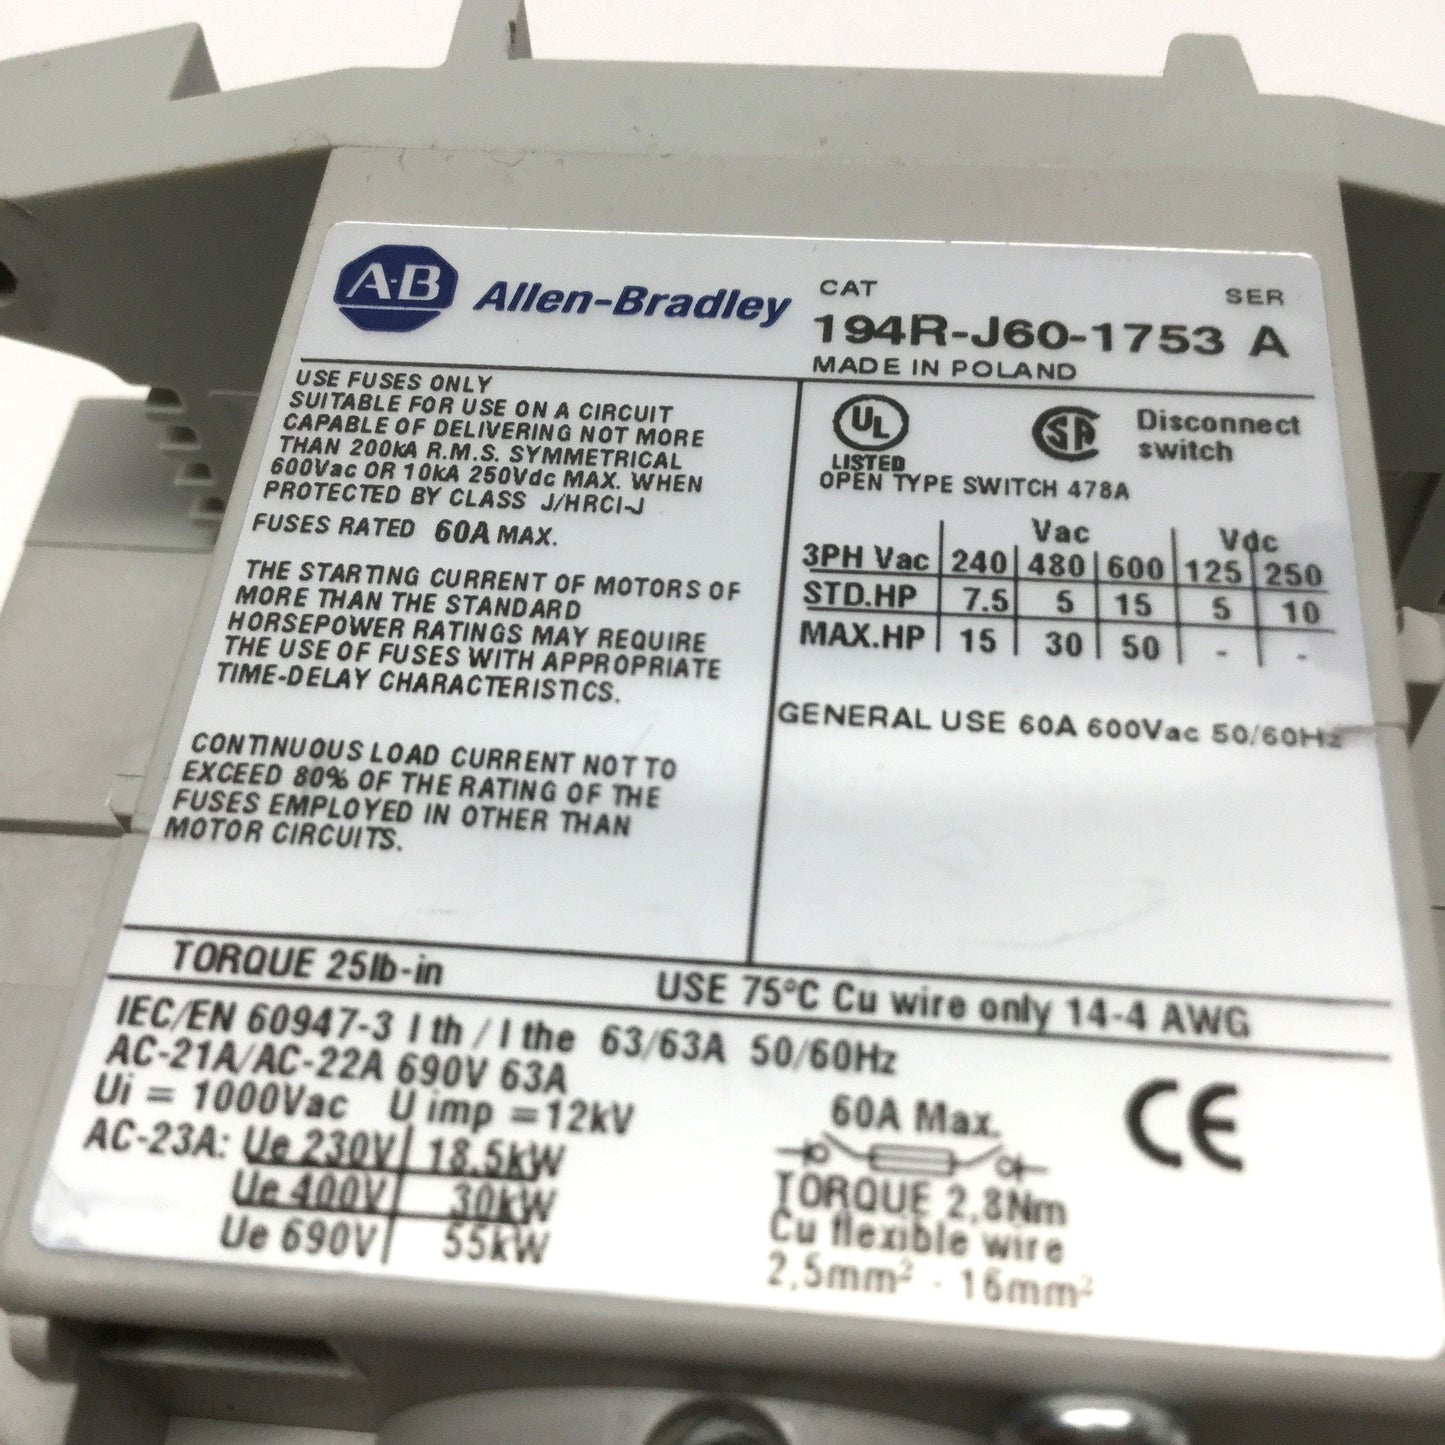 A-B Allen-Bradley
CAT SER
194R-J60-1753 A
MADE IN POLAND
USE FUSES ONLY
SUITABLE FOR USE ON A CIRCUIT
CAPABLE OF DELIVERING NOT MORE
THAN 200kA R.M.S. SYMMETRICAL
600Vac OR 10kA 250Vdc MAX. WHEN
PROTECTED BY CLASS J/HRCI-J
FUSES RATED 60A MAX.
THE STARTING CURRENT OF MOTORS OF
MORE THAN THE STANDARD
HORSEPOWER RATINGS MAY REQUIRE
THE USE OF FUSES WITH APPROPRIATE
TIME-DELAY CHARACTERISTICS.
CONTINUOUS LOAD CURRENT NOT TO
EXCEED 80% OF THE RATING OF THE
FUSES EMPLOYED IN OTHER THAN
MOTOR CIRCUITS.
UL
LISTED
SA Disconnect
switch
OPEN TYPE SWITCH 478A
Vac Vdc
3PH Vac 240 480 600 125 250
STD.HP 7.5 5 15 5 10
MAX.HP 15 30 50 - -
GENERAL USE 60A 600Vac 50/60Hz
TORQUE 25lb-in USE 75°C Cu wire only 14-4 AWG
IEC/EN 60947-3 I th / I the 63/63A 50/60Hz
AC-21A/AC-22A 690V 63A
Ui = 1000Vac U imp =12kV
AC-23A: Ue 230V 18.5kW
Ue 400V 30kW
Ue 690V 55kW
60A Max.
TORQUE 2,8Nm
Cu flexible wire
2,5mm² - 16mm²
CE